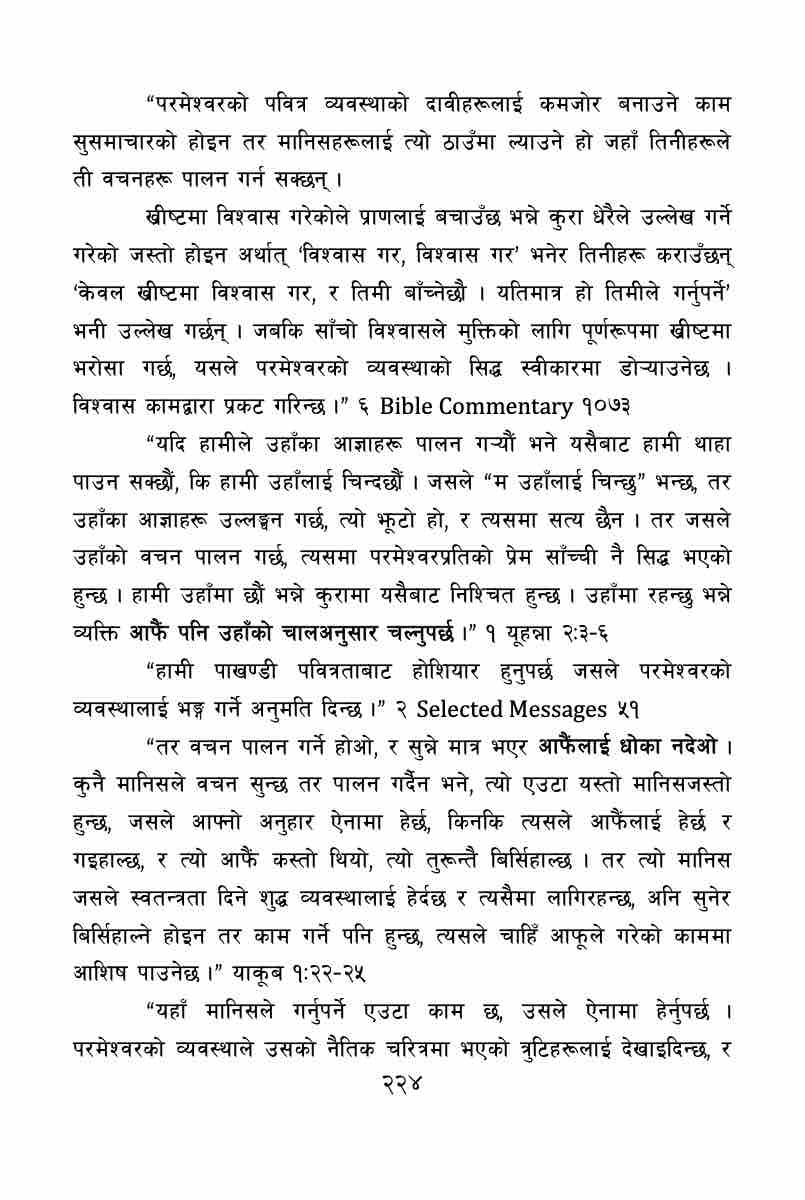 “परमेश्वरको पवित्र व्यवस्थाको दावीहरूलाई कमजोर बनाउने काम
सुसमाचारको होइन तर मानिसहरूलाई त्यो ठाउँमा ल्याउने हो जहाँ तिनीहरूले
ती वचनहरू पालन गर्न सक्छन् ।
ख्रीष्टमा विश्वास गरेकोले प्राणलाई बचाउँछ भन्ने कुरा धेरैले उल्लेख गर्ने
गरेको जस्तो होइन अर्थात् ‘विश्वास गर, विश्वास गर’ भनेर तिनीहरू कराउँछन्
‘केवल ख्रीष्टमा विश्वास गर, र तिमी बाँच्नेछौ । यतिमात्र हो तिमीले गर्नुपर्ने’
भनी उल्लेख गर्छन् । जबकि साँचो विश्वासले मुक्तिको लागि पूर्णरूपमा ख्रीष्टमा
भरोसा गर्छ, यसले परमेश्वरको व्यवस्थाको सिद्ध स्वीकारमा डोऱ्याउनेछ ।
विश्वास कामद्वारा प्रकट गरिन्छ ।” ६ Bible Commentary १०७३
“यदि हामीले उहाँका आज्ञाहरू पालन गऱ्यौं भने यसैबाट हामी थाहा
पाउन सक्छौं, कि हामी उहाँलाई चिन्दछौं । जसले “म उहाँलाई चिन्छु” भन्छ, तर
उहाँका आज्ञाहरू उल्लङ्घन गर्छ, त्यो झूटो हो, र त्यसमा सत्य छैन । तर जसले
उहाँको वचन पालन गर्छ, त्यसमा परमेश्वरप्रतिको प्रेम साँच्ची नै सिद्ध भएको
हुन्छ । हामी उहाँमा छौं भन्ने कुरामा यसैबाट निश्चित हुन्छ । उहाँमा रहन्छु भन्ने
व्यक्ति आफैं पनि उहाँको चालअनुसार चल्नुपर्छ ।” १ यूहन्ना २:३-६
“हामी पाखण्डी पवित्रताबाट होशियार हुनुपर्छ जसले परमेश्वरको
व्यवस्थालाई भङ्ग गर्ने अनुमति दिन्छ ।” २ Selected Messages ५१
“तर वचन पालन गर्ने होओ, र सुन्ने मात्र भएर आफैंलाई धोका नदेओ ।
कुनै मानिसले वचन सुन्छ तर पालन गर्दैन भने, त्यो एउटा यस्तो मानिसजस्तो
हुन्छ, जसले आफ्नो अनुहार ऐनामा हेर्छ, किनकि त्यसले आफैंलाई हेर्छ र
गइहाल्छ, र त्यो आफैं कस्तो थियो, त्यो तुरून्तै बिर्सिहाल्छ । तर त्यो मानिस
जसले स्वतन्त्रता दिने शुद्ध व्यवस्थालाई हेर्दछ र त्यसैमा लागिरहन्छ, अनि सुनेर
बिर्सिहाल्ने होइन तर काम गर्ने पनि हुन्छ, त्यसले चाहिँ आफूले गरेको काममा
आशिष पाउनेछ ।” याकूब १:२२-२५
“यहाँ मानिसले गर्नुपर्ने एउटा काम छ, उसले ऐनामा हेर्नुपर्छ ।
परमेश्वरको व्यवस्थाले उसको नैतिक चरित्रमा भएको त्रुटिहरूलाई देखाइदिन्छ, र
२२४